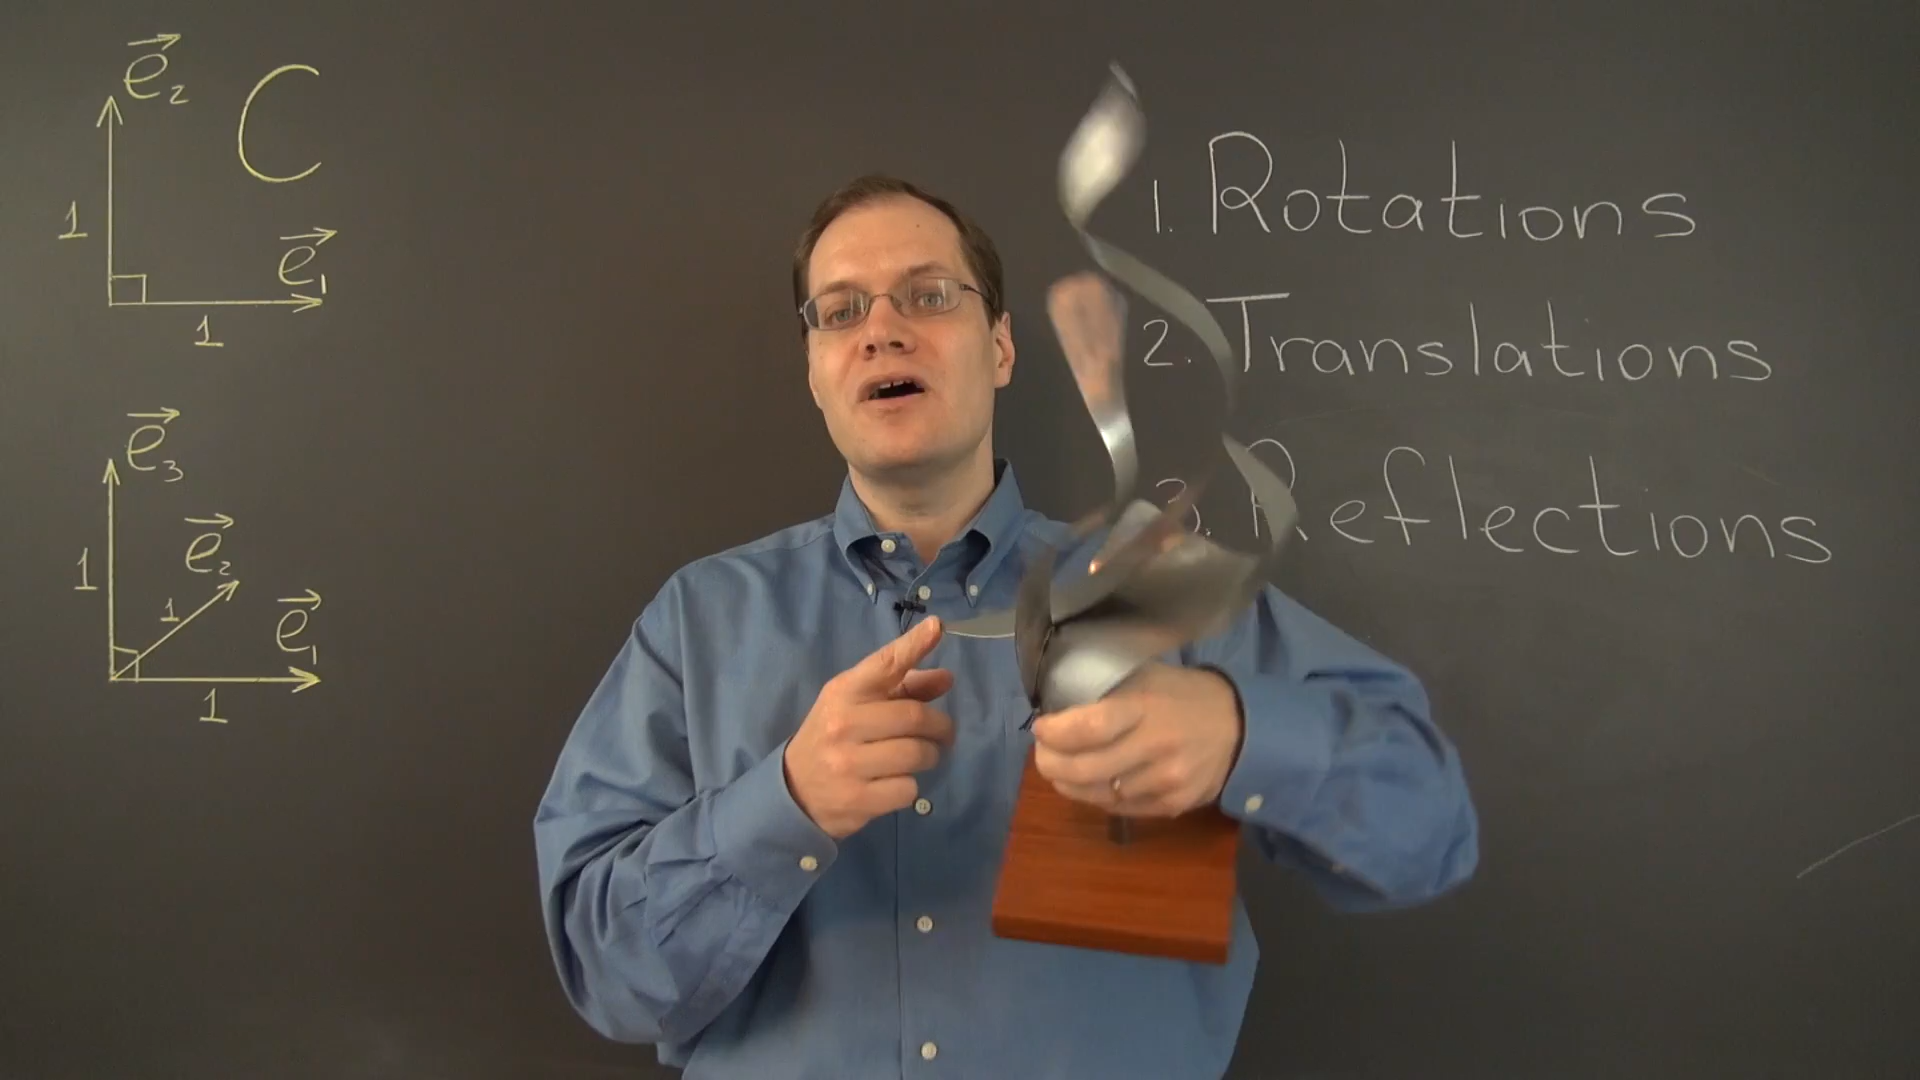 e⃗₂
C
1
e⃗₁
1
e⃗₃
e⃗₂
1
1
e⃗₁
1
1. Rotations
2. Translations
3. Reflections